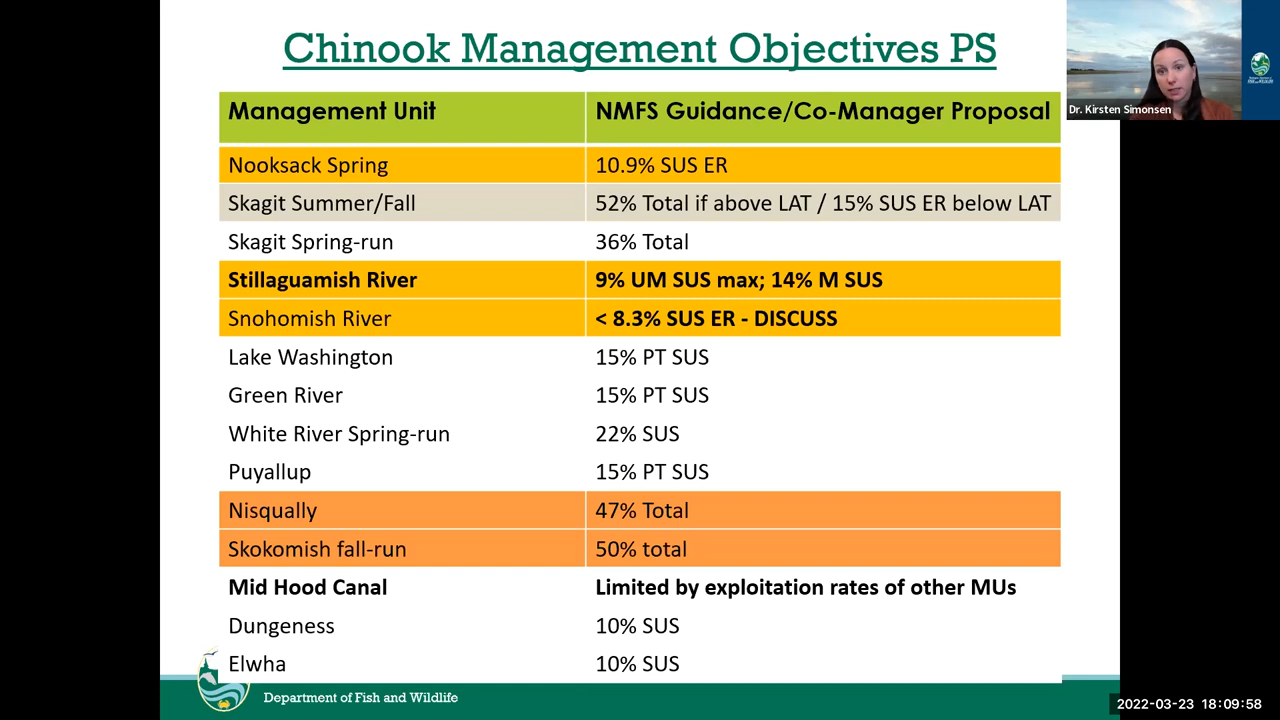 Chinook Management Objectives PS
Dr. Kirsten Simonsen
Management Unit NMFS Guidance/Co-Manager Proposal
Nooksack Spring 10.9% SUS ER
Skagit Summer/Fall 52% Total if above LAT / 15% SUS ER below LAT
Skagit Spring-run 36% Total
Stillaguamish River 9% UM SUS max; 14% M SUS
Snohomish River < 8.3% SUS ER - DISCUSS
Lake Washington 15% PT SUS
Green River 15% PT SUS
White River Spring-run 22% SUS
Puyallup 15% PT SUS
Nisqually 47% Total
Skokomish fall-run 50% total
Mid Hood Canal Limited by exploitation rates of other MUs
Dungeness 10% SUS
Elwha 10% SUS
Department of Fish and Wildlife
2022-03-23 18:09:58